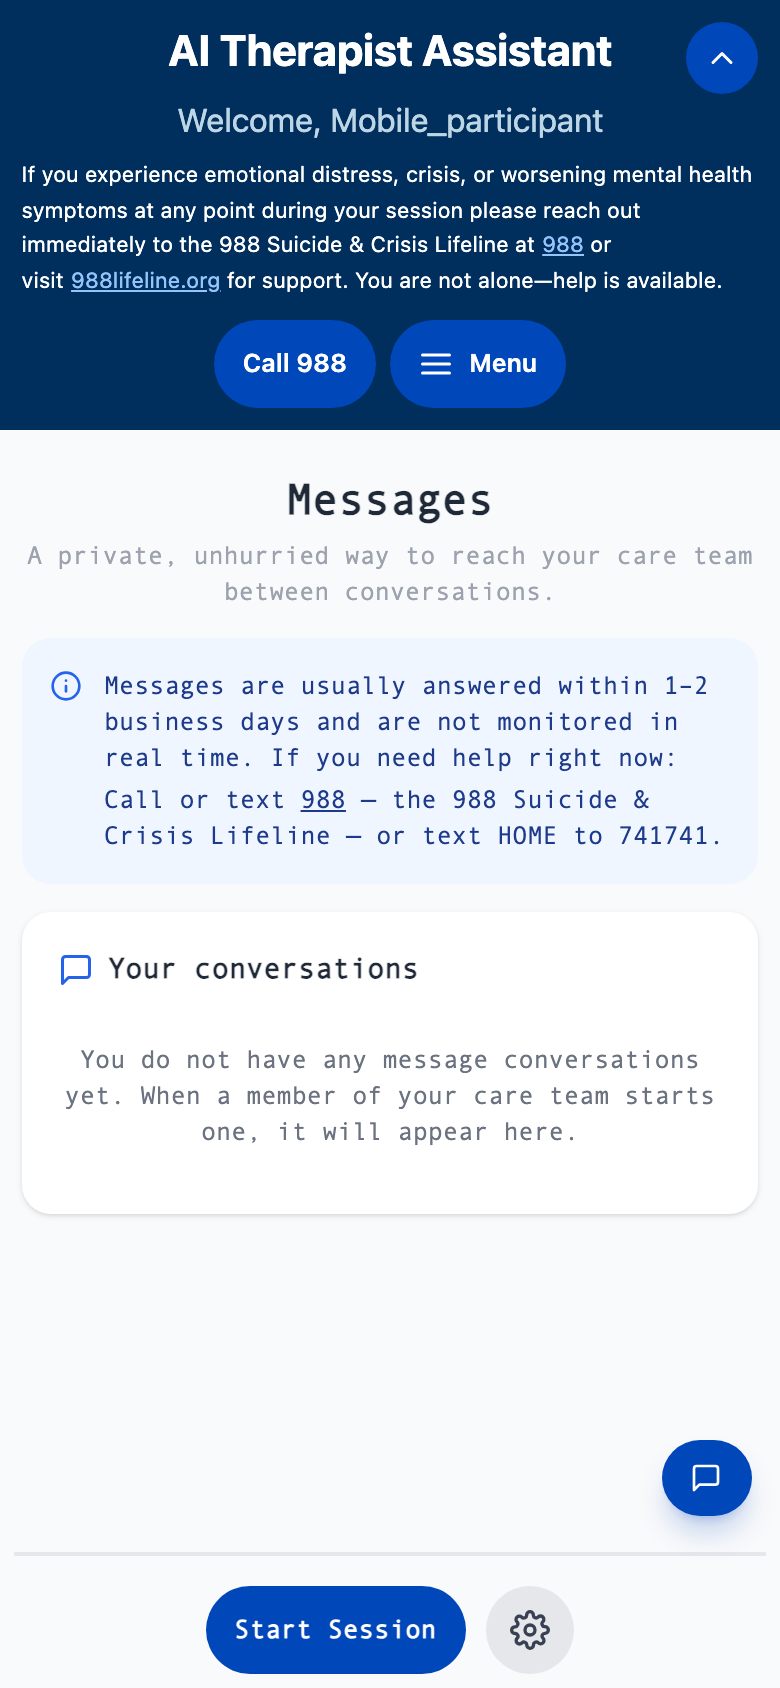 AI Therapist Assistant
Welcome, Mobile_participant
If you experience emotional distress, crisis, or worsening mental health
symptoms at any point during your session please reach out
immediately to the 988 Suicide & Crisis Lifeline at 988 or
visit 988lifeline.org for support. You are not alone—help is available.
Call 988
Menu
Messages
A private, unhurried way to reach your care team
between conversations.
Messages are usually answered within 1–2
business days and are not monitored in
real time. If you need help right now:
Call or text 988 — the 988 Suicide &
Crisis Lifeline — or text HOME to 741741.
Your conversations
You do not have any message conversations
yet. When a member of your care team starts
one, it will appear here.
Start Session